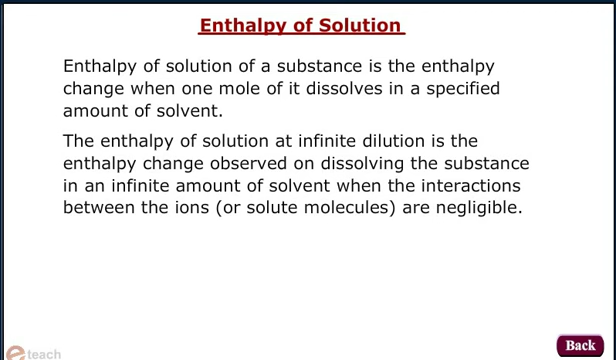 Enthalpy of Solution
Enthalpy of solution of a substance is the enthalpy
change when one mole of it dissolves in a specified
amount of solvent.
The enthalpy of solution at infinite dilution is the
enthalpy change observed on dissolving the substance
in an infinite amount of solvent when the interactions
between the ions (or solute molecules) are negligible.
e teach
Back